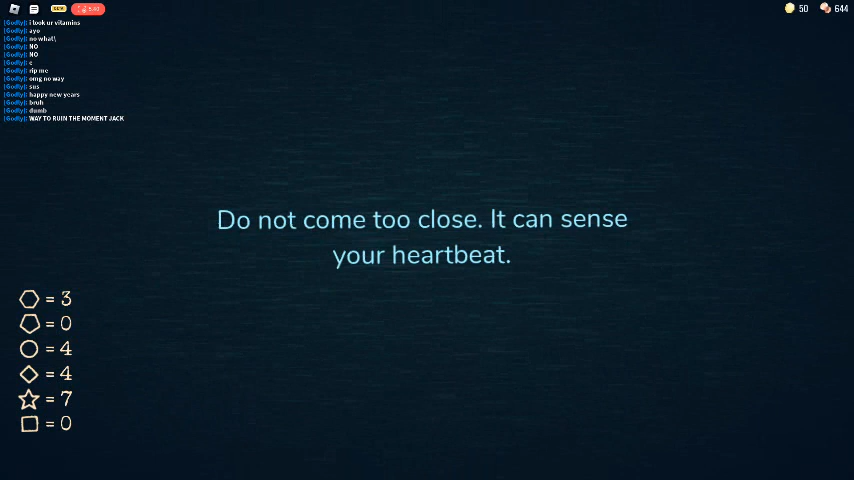 50
644
[Godly]: i look ur vitamins
[Godly]: ayo
[Godly]: no what\
[Godly]: NO
[Godly]: NO
[Godly]: c
[Godly]: rip me
[Godly]: omg no way
[Godly]: sus
[Godly]: happy new years
[Godly]: bruh
[Godly]: dumb
[Godly]: WAY TO RUIN THE MOMENT JACK
Do not come too close. It can sense
your heartbeat.
= 3
= 0
= 4
= 4
= 7
= 0